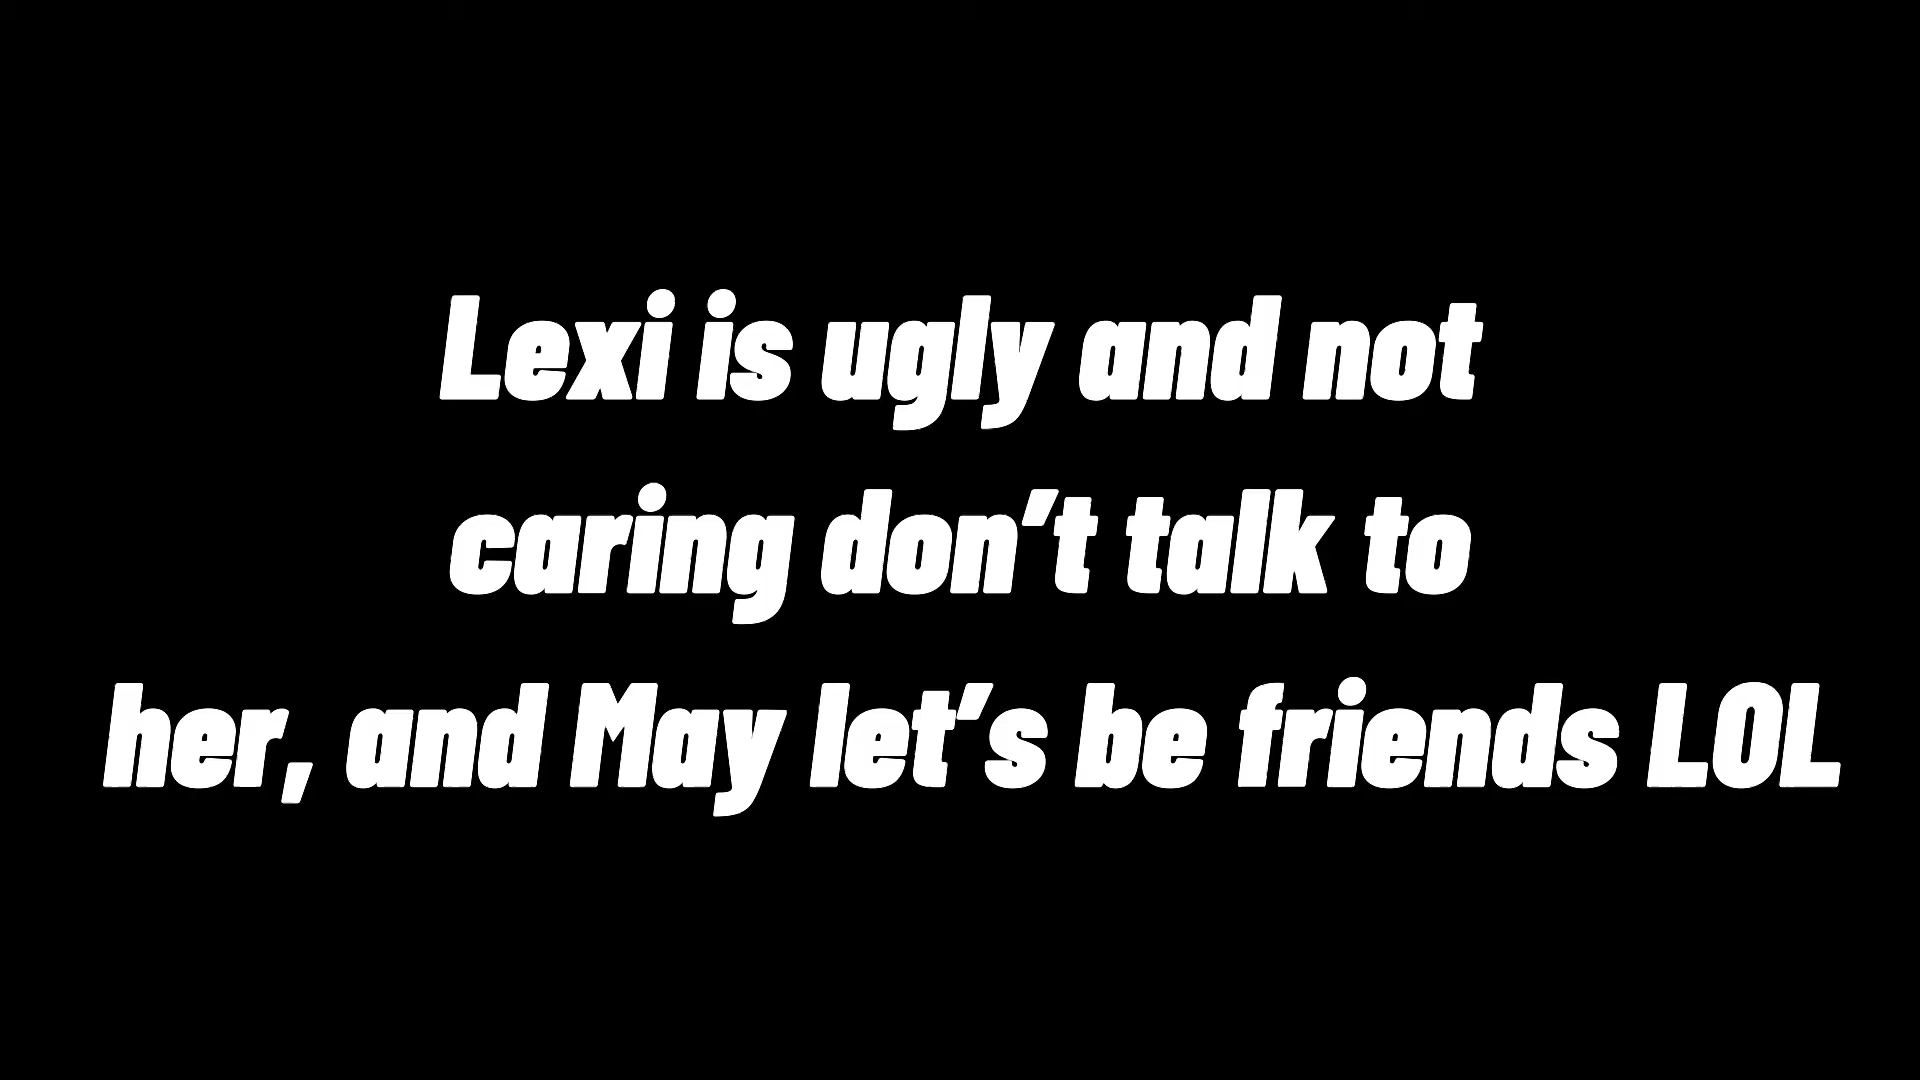 Lexi is ugly and not
caring don’t talk to
her, and May let’s be friends LOL